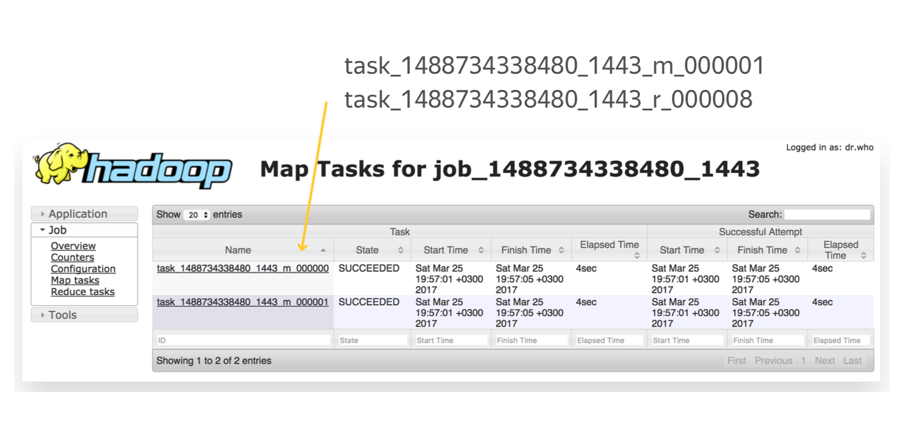 task_1488734338480_1443_m_000001
task_1488734338480_1443_r_000008
Logged in as: dr.who
hadoop
Map Tasks for job_1488734338480_1443
Application
Job
Overview
Counters
Configuration
Map tasks
Reduce tasks
Tools
Show 20 entries Search:
Task Successful Attempt
Name State Start Time Finish Time Elapsed Time Start Time Finish Time Elapsed Time
task_1488734338480_1443_m_000000 SUCCEEDED Sat Mar 25 19:57:01 +0300 2017 Sat Mar 25 19:57:05 +0300 2017 4sec Sat Mar 25 19:57:01 +0300 2017 Sat Mar 25 19:57:05 +0300 2017 4sec
task_1488734338480_1443_m_000001 SUCCEEDED Sat Mar 25 19:57:01 +0300 2017 Sat Mar 25 19:57:05 +0300 2017 4sec Sat Mar 25 19:57:01 +0300 2017 Sat Mar 25 19:57:05 +0300 2017 4sec
ID State Start Time Finish Time Elapsed Time Start Time Finish Time Elapsed Time
Showing 1 to 2 of 2 entries First Previous 1 Next Last